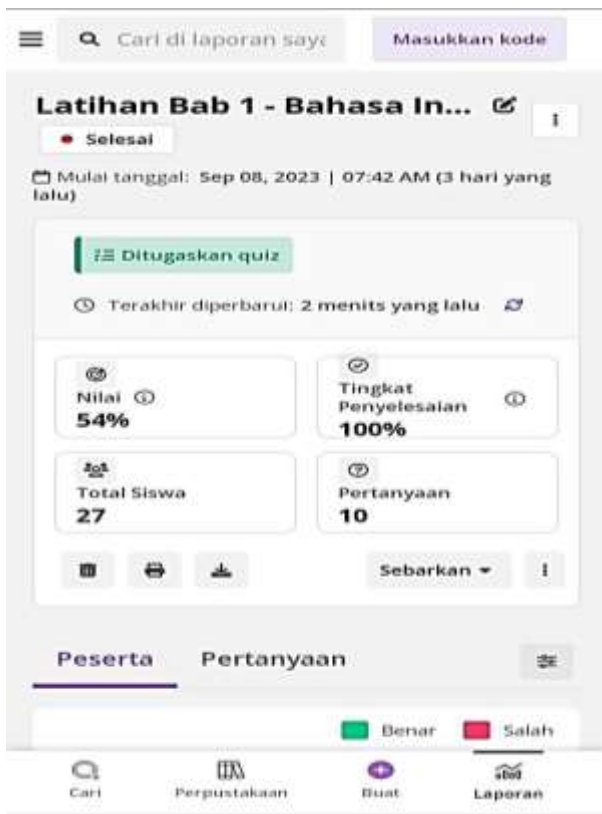 Cari di laporan saya
Masukkan kode
Latihan Bab 1 - Bahasa In...
Selesai
Mulai tanggal: Sep 08, 2023 | 07:42 AM (3 hari yang
lalu)
Ditugaskan quiz
Terakhir diperbarui: 2 menits yang lalu
Nilai
54%
Tingkat
Penyelesaian
100%
Total Siswa
27
Pertanyaan
10
Sebarkan
Peserta
Pertanyaan
Benar
Salah
Cari
Perpustakaan
Buat
Laporan